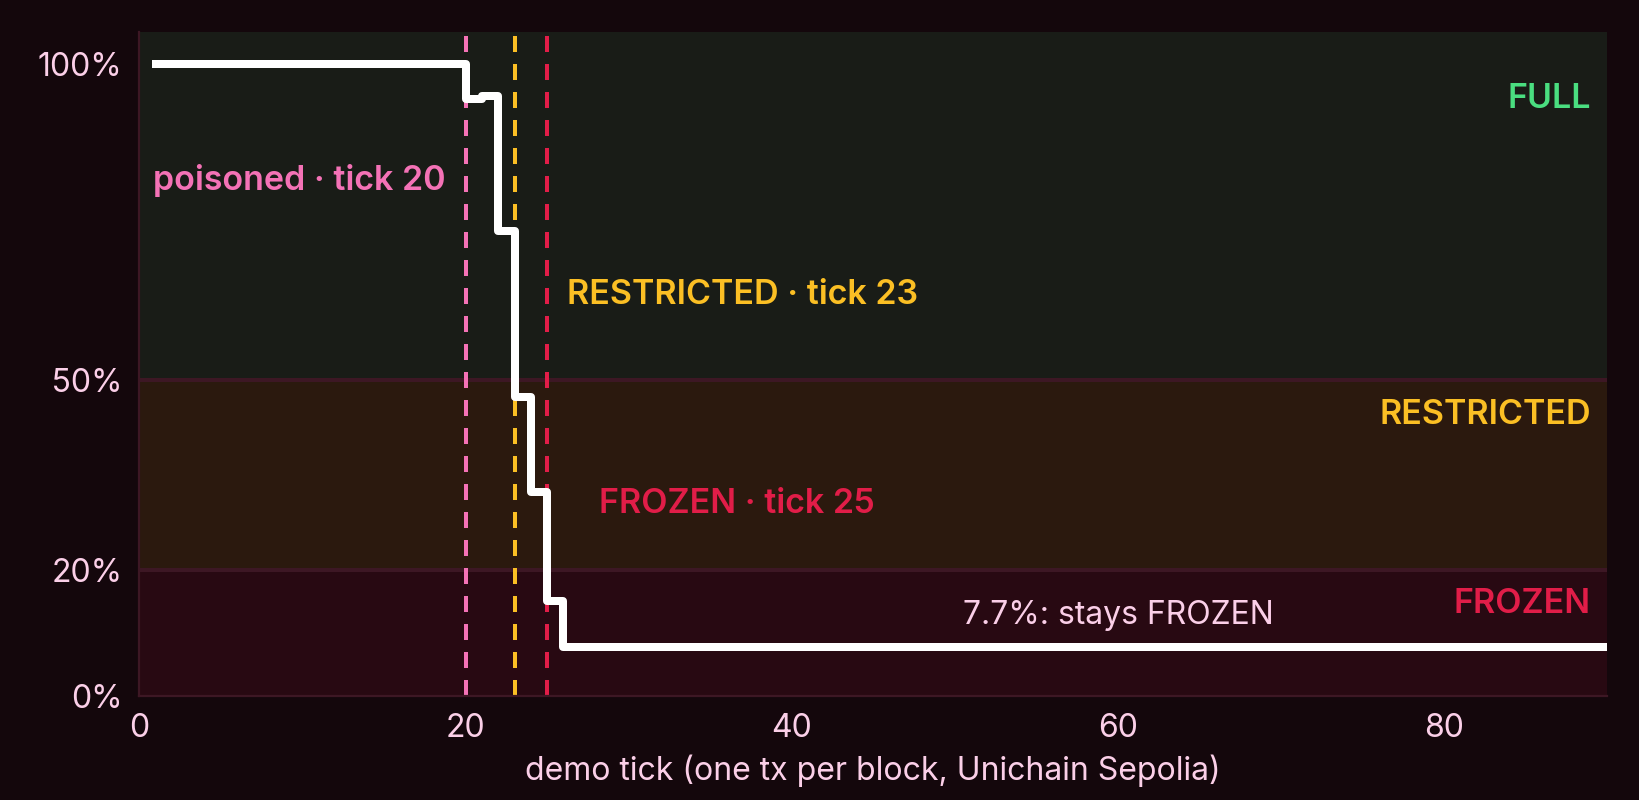 100%
FULL
poisoned · tick 20
RESTRICTED · tick 23
50%
RESTRICTED
FROZEN · tick 25
20%
7.7%: stays FROZEN
FROZEN
0%
0 20 40 60 80
demo tick (one tx per block, Unichain Sepolia)